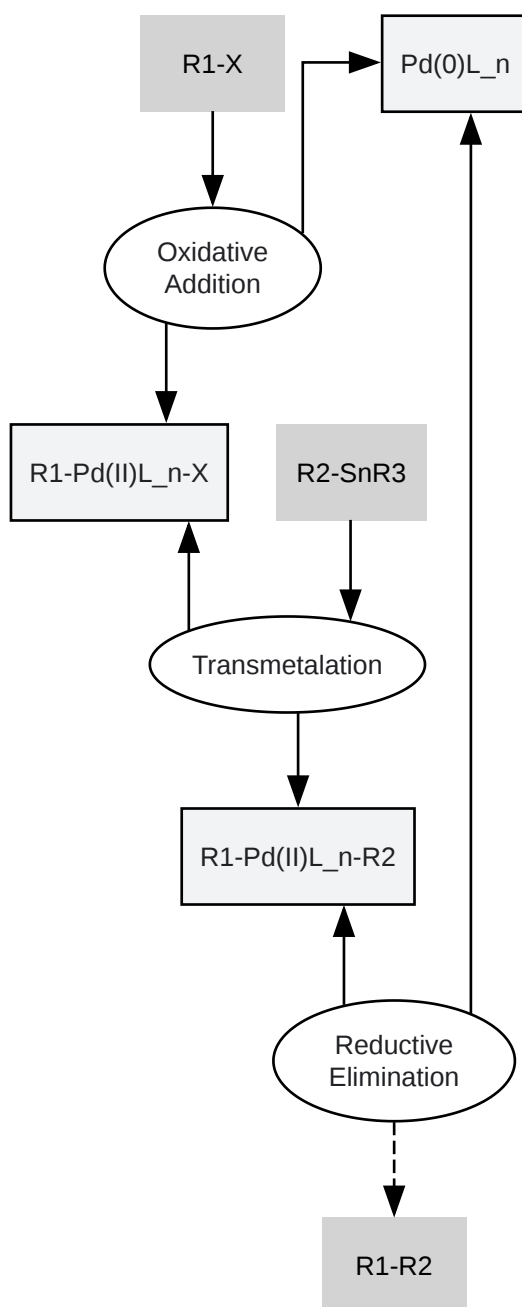 R1-X
Pd(0)L_n
Oxidative
Addition
R1-Pd(II)L_n-X
R2-SnR3
Transmetalation
R1-Pd(II)L_n-R2
Reductive
Elimination
R1-R2